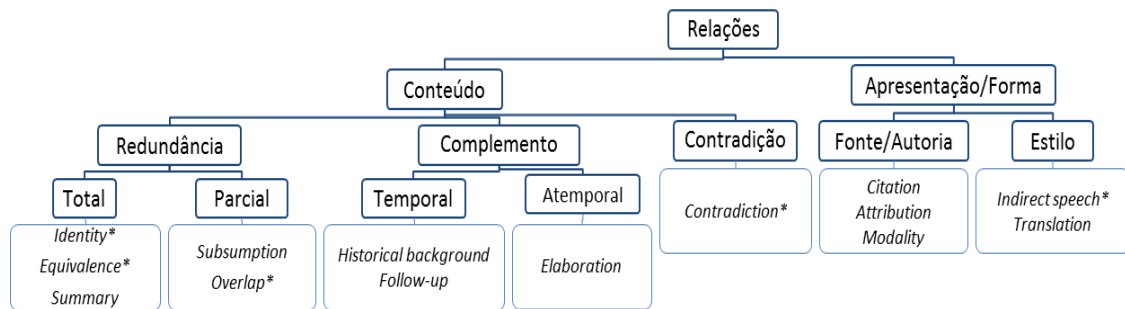 Relações
Conteúdo
Apresentação/Forma
Redundância
Complemento
Contradição
Fonte/Autoria
Estilo
Total
Parcial
Temporal
Atemporal
Identity*
Equivalence*
Summary
Subsumption
Overlap*
Historical background
Follow-up
Elaboration
Contradiction*
Citation
Attribution
Modality
Indirect speech*
Translation